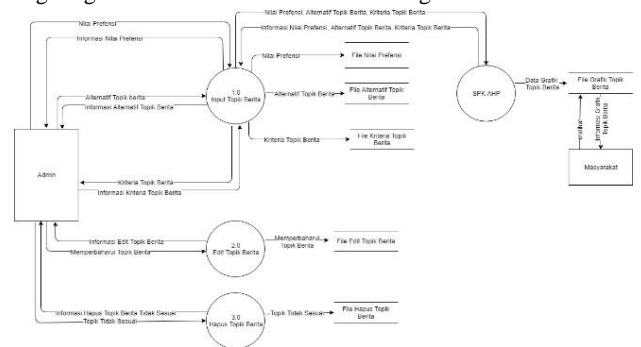 Nilai Prefensi
Nilai Prefensi, Alternatif Topik Berita, Kriteria Topik Berita
Informasi Nilai Prefensi, Alternatif Topik Berita, Kriteria Topik Berita
Informasi Nilai Prefensi
Nilai Prefensi
File Nilai Prefensi
1.0
Input Topik Berita
Alternatif Topik berita
Informasi Alternatif Topik Berita
Alternatif Topik Berita
File Alternatif Topik
Berita
SPK AHP
Data Grafik
Topik Berita
File Grafik Topik
Berita
Informasi Grafik
Topik Berita
Kriteria Topik Berita
File Kriteria Topik
Berita
Admin
Masyarakat
Kriteria Topik Berita
Informasi Kriteria Topik Berita
Informasi Edit Topik Berita
Memperbaharui Topik Berita
2.0
Edit Topik Berita
Memperbaharui
Topik Berita
File Edit Topik Berita
Informasi Hapus Topik Berita Tidak Sesuai
Topik Tidak Sesuai
3.0
Hapus Topik Berita
Topik Tidak Sesuai
File Hapus Topik
Berita